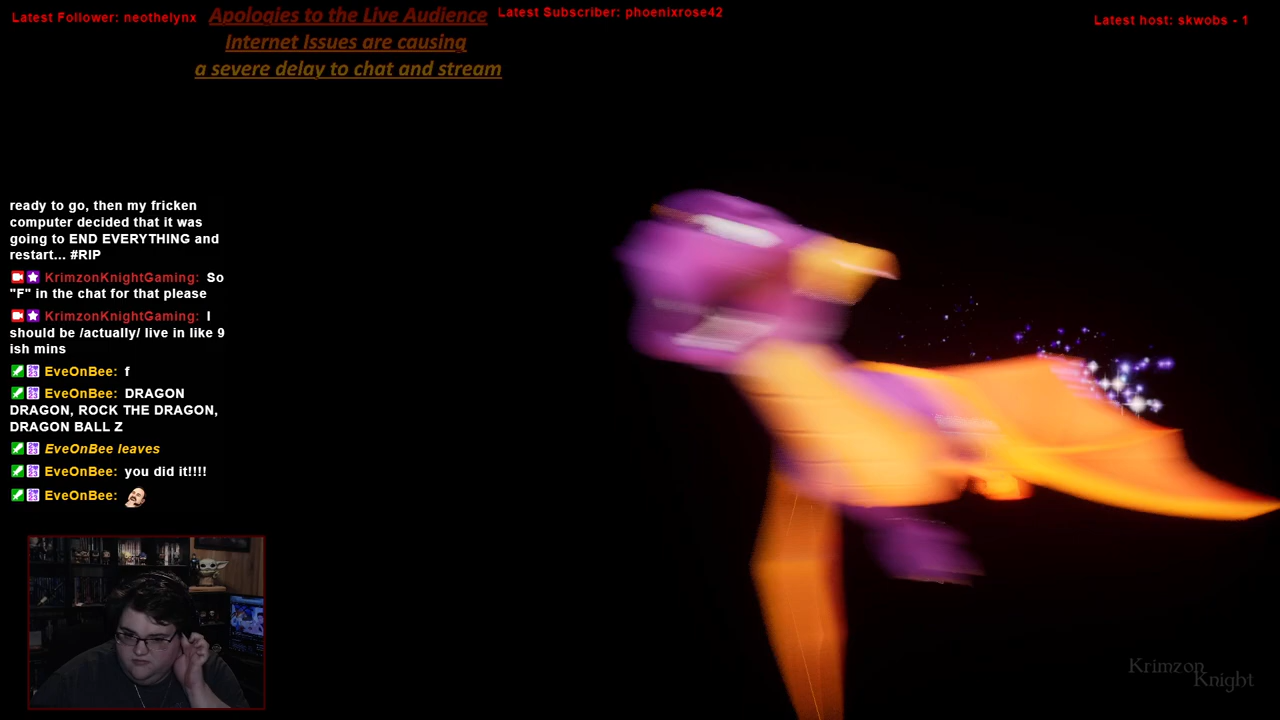 Latest Follower: neothelynx
Apologies to the Live Audience
Latest Subscriber: phoenixrose42
Latest host: skwobs - 1
Internet Issues are causing
a severe delay to chat and stream
ready to go, then my fricken
computer decided that it was
going to END EVERYTHING and
restart... #RIP
KrimzonKnightGaming: So
"F" in the chat for that please
KrimzonKnightGaming: I
should be /actually/ live in like 9
ish mins
EveOnBee: f
EveOnBee: DRAGON
DRAGON, ROCK THE DRAGON,
DRAGON BALL Z
EveOnBee leaves
EveOnBee: you did it!!!!
EveOnBee:
Krimzon
Knight